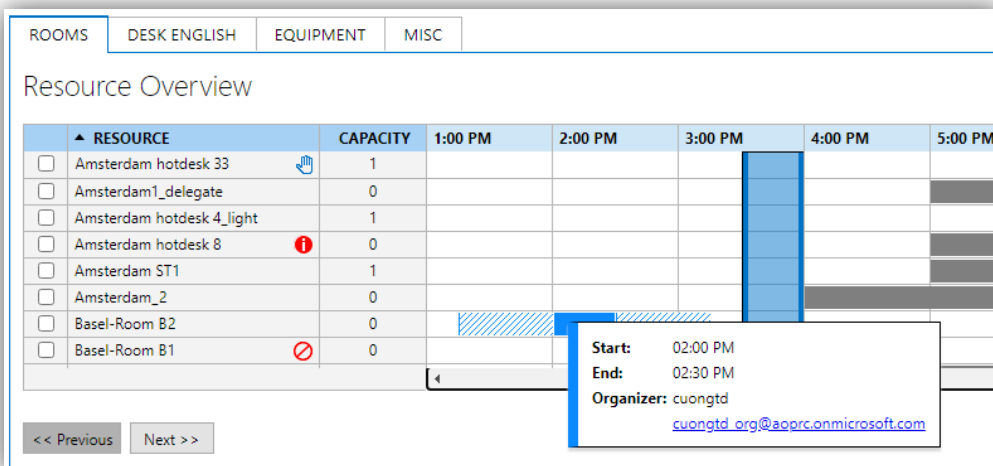 ROOMS DESK ENGLISH EQUIPMENT MISC
Resource Overview
RESOURCE CAPACITY 1:00 PM 2:00 PM 3:00 PM 4:00 PM 5:00 PM
Amsterdam hotdesk 33 1
Amsterdam1_delegate 0
Amsterdam hotdesk 4_light 1
Amsterdam hotdesk 8 0
Amsterdam ST1 1
Amsterdam_2 0
Basel-Room B2 0
Basel-Room B1 0
Start: 02:00 PM
End: 02:30 PM
Organizer: cuongtd
cuongtd_org@aoprc.onmicrosoft.com
<< Previous Next >>